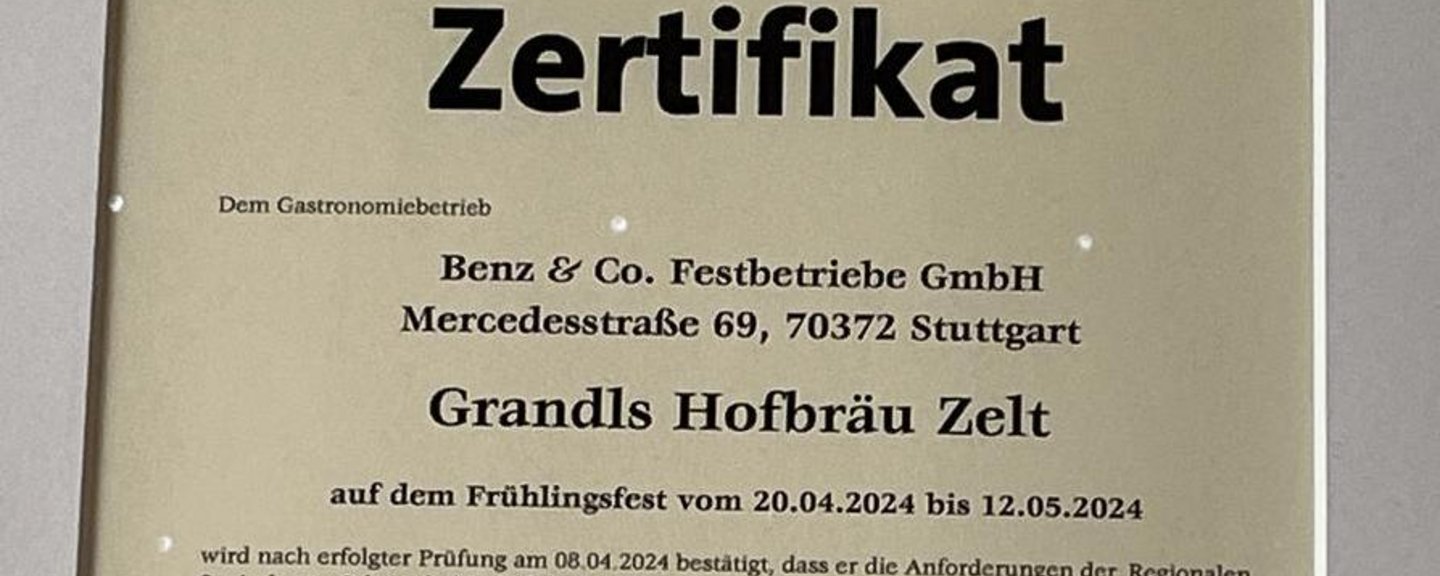 Zertifikat
Dem Gastronomiebetrieb
Benz & Co. Festbetriebe GmbH
Mercedesstraße 69, 70372 Stuttgart
Grandls Hofbräu Zelt
auf dem Frühlingsfest vom 20.04.2024 bis 12.05.2024
wird nach erfolgter Prüfung am 08.04.2024 bestätigt, dass er die Anforderungen der Regionalen